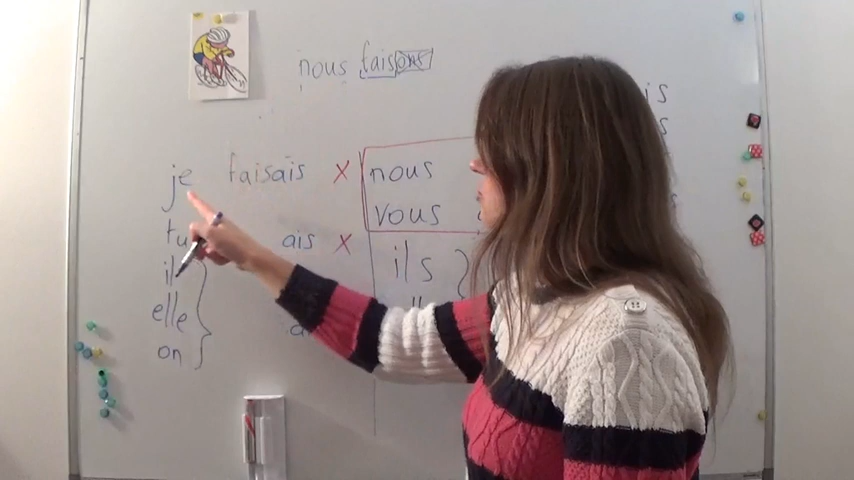 nous faisons
je faisais x nous
vous
tu ais x
il ils
elle
on